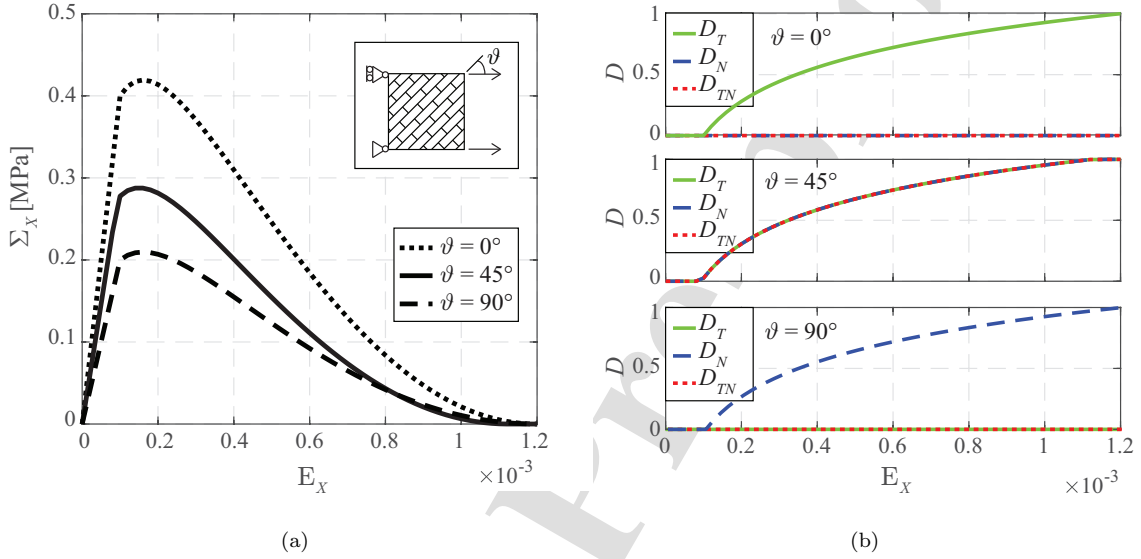 0.5
0.4
0.3
0.2
0.1
0
Σ_X [MPa]
ϑ
ϑ = 0°
ϑ = 45°
ϑ = 90°
0 0.2 0.4 0.6 0.8 1 1.2
×10⁻³
E_X
(a)
1
0.5
0
D
D_T
D_N
D_TN
ϑ = 0°
1
0.5
0
D
D_T
D_N
D_TN
ϑ = 45°
1
0.5
0
D
D_T
D_N
D_TN
ϑ = 90°
0 0.2 0.4 0.6 0.8 1 1.2
×10⁻³
E_X
(b)